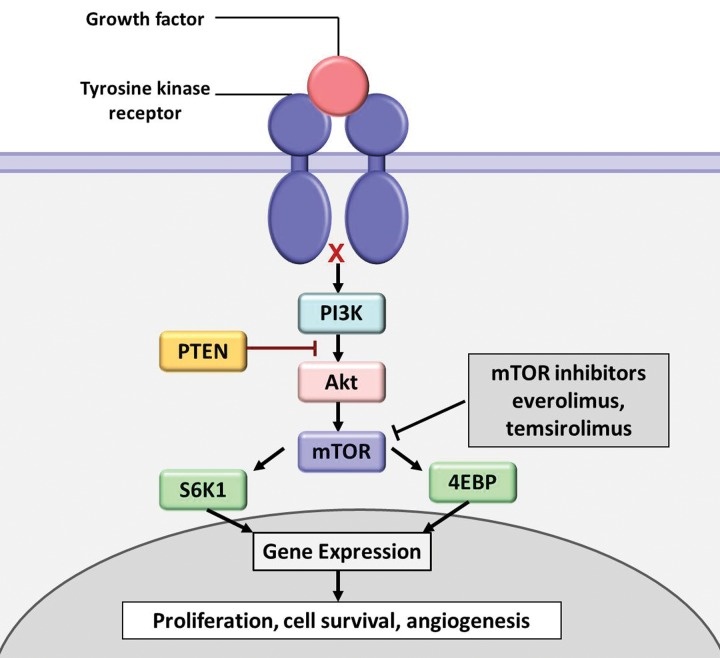 Growth factor
Tyrosine kinase
receptor
X
PI3K
PTEN
Akt
mTOR inhibitors
everolimus,
temsirolimus
mTOR
S6K1
4EBP
Gene Expression
Proliferation, cell survival, angiogenesis